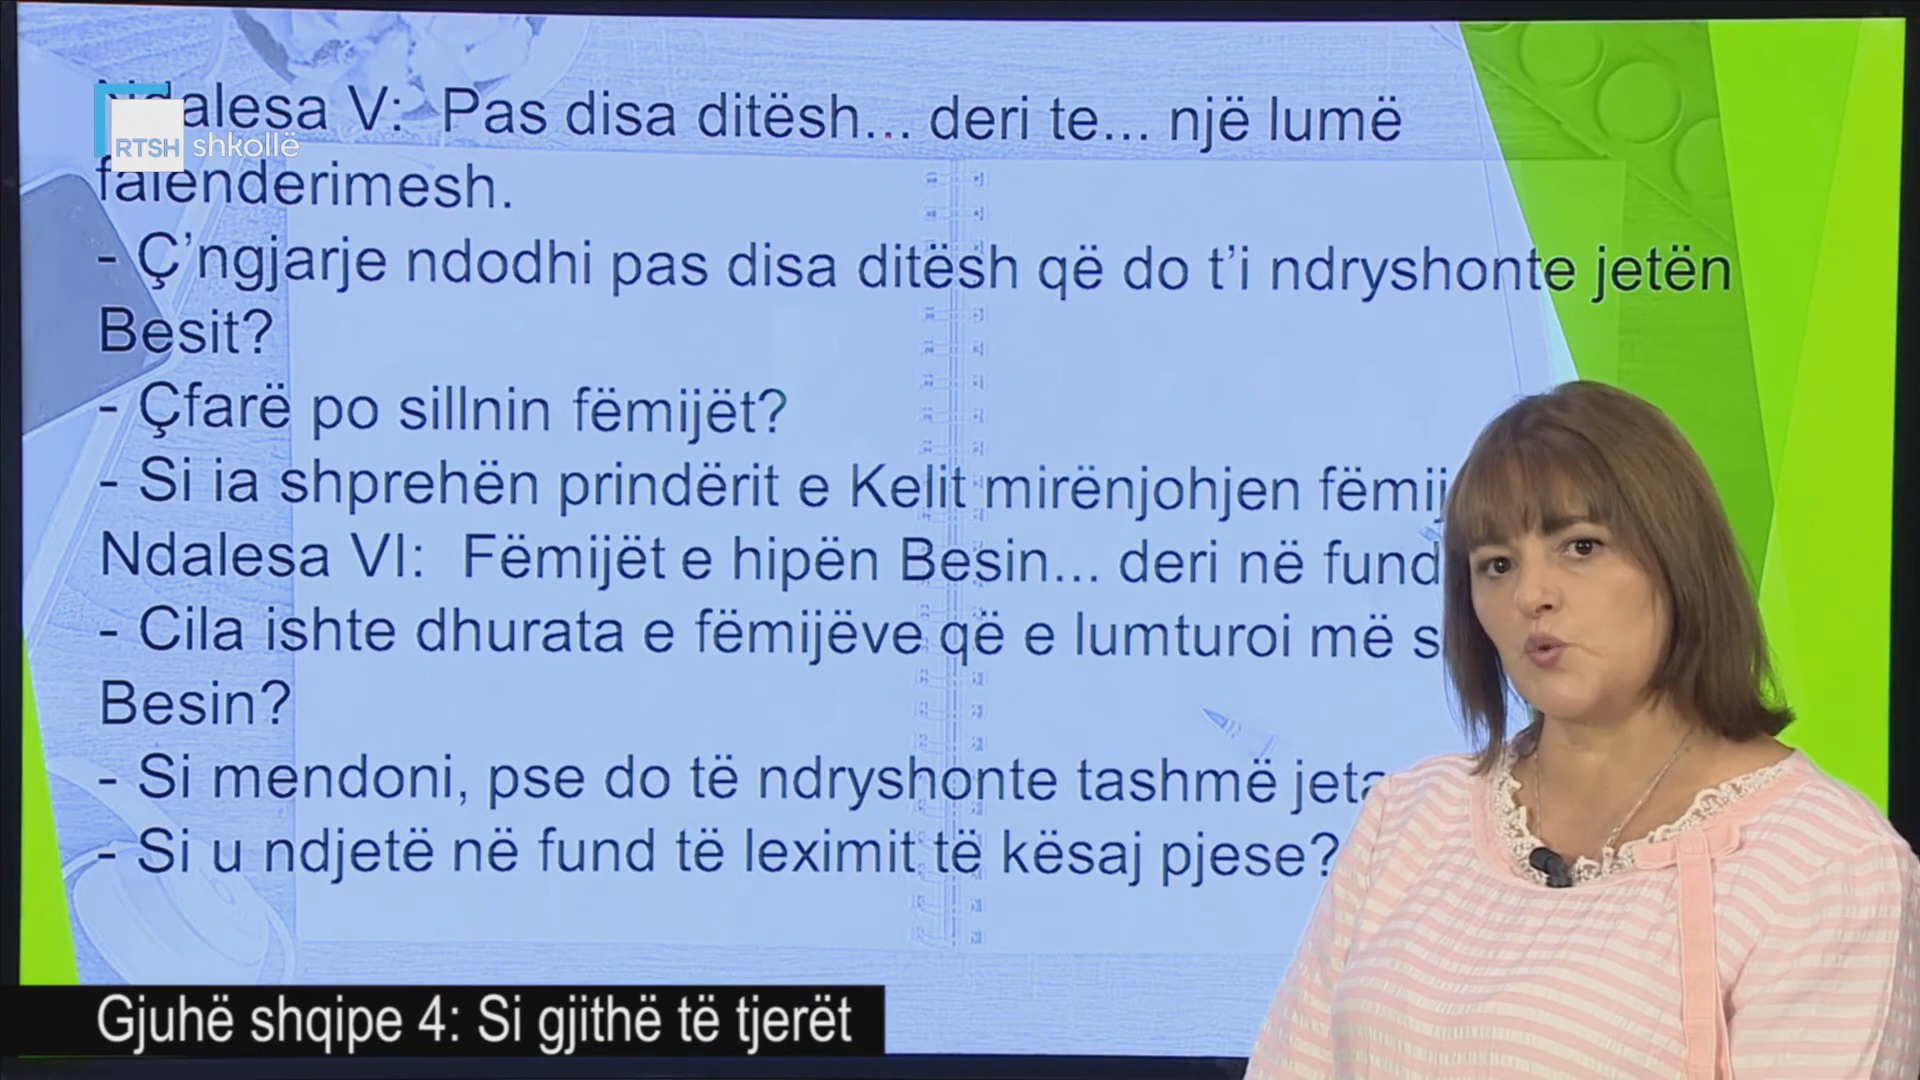 Ndalesa V: Pas disa ditësh... deri te... një lumë
RTSH shkollë
falënderimesh.
- Ç’ngjarje ndodhi pas disa ditësh që do t’i ndryshonte jetën
Besit?
- Çfarë po sillnin fëmijët?
- Si ia shprehën prindërit e Kelit mirënjohjen
Ndalesa VI: Fëmijët e hipën Besin... deri në fund
- Cila ishte dhurata e fëmijëve që e lumturoi më
Besin?
- Si mendoni, pse do të ndryshonte tashmë
- Si u ndjetë në fund të leximit të kësaj pjese?
Gjuhë shqipe 4: Si gjithë të tjerët